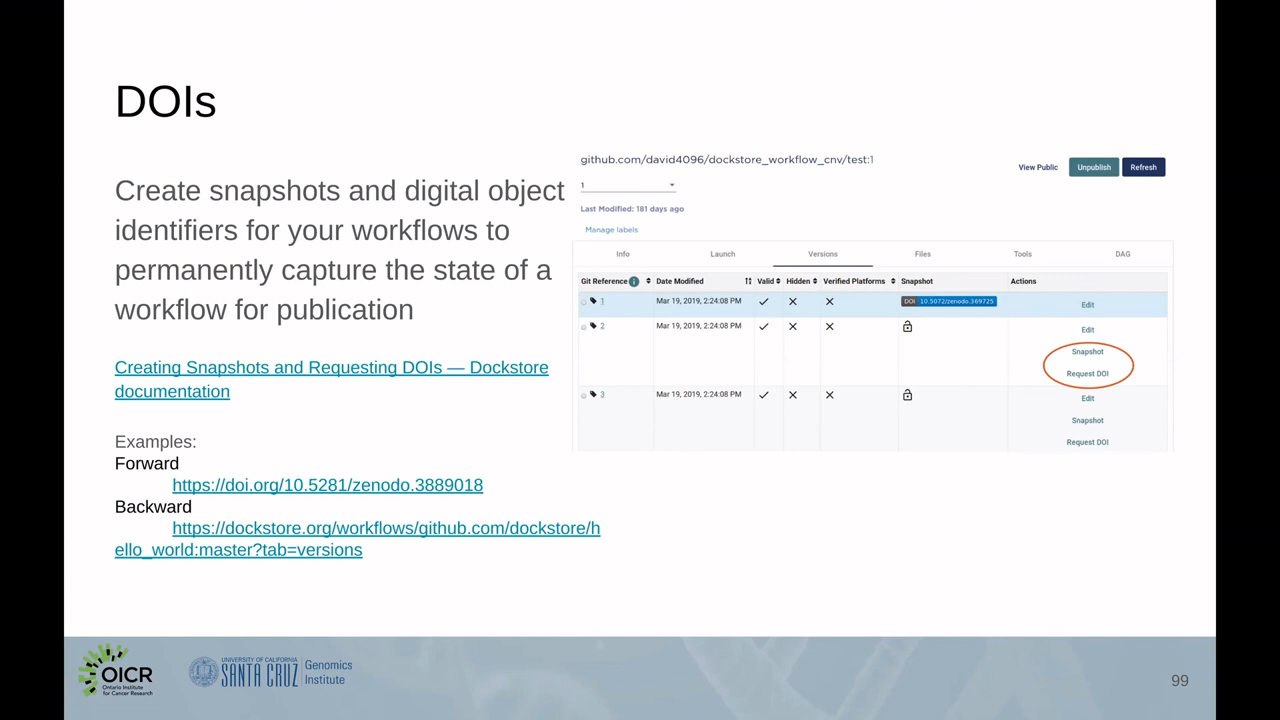 DOIs
Create snapshots and digital object
identifiers for your workflows to
permanently capture the state of a
workflow for publication
Creating Snapshots and Requesting DOIs — Dockstore
documentation
Examples:
Forward
https://doi.org/10.5281/zenodo.3889018
Backward
https://dockstore.org/workflows/github.com/dockstore/h
ello_world:master?tab=versions
github.com/david4096/dockstore_workflow_cnv/test:1
View Public Unpublish Refresh
1
Last Modified: 181 days ago
Manage labels
Info Launch Versions Files Tools DAG
Git Reference Date Modified Valid Hidden Verified Platforms Snapshot Actions
1 Mar 19, 2019, 2:24:08 PM DOI 10.5072/zenodo.369725 Edit
2 Mar 19, 2019, 2:24:08 PM Edit
Snapshot
Request DOI
3 Mar 19, 2019, 2:24:08 PM Edit
Snapshot
Request DOI
OICR
Ontario Institute
for Cancer Research
UNIVERSITY OF CALIFORNIA
SANTA CRUZ
Genomics
Institute
99